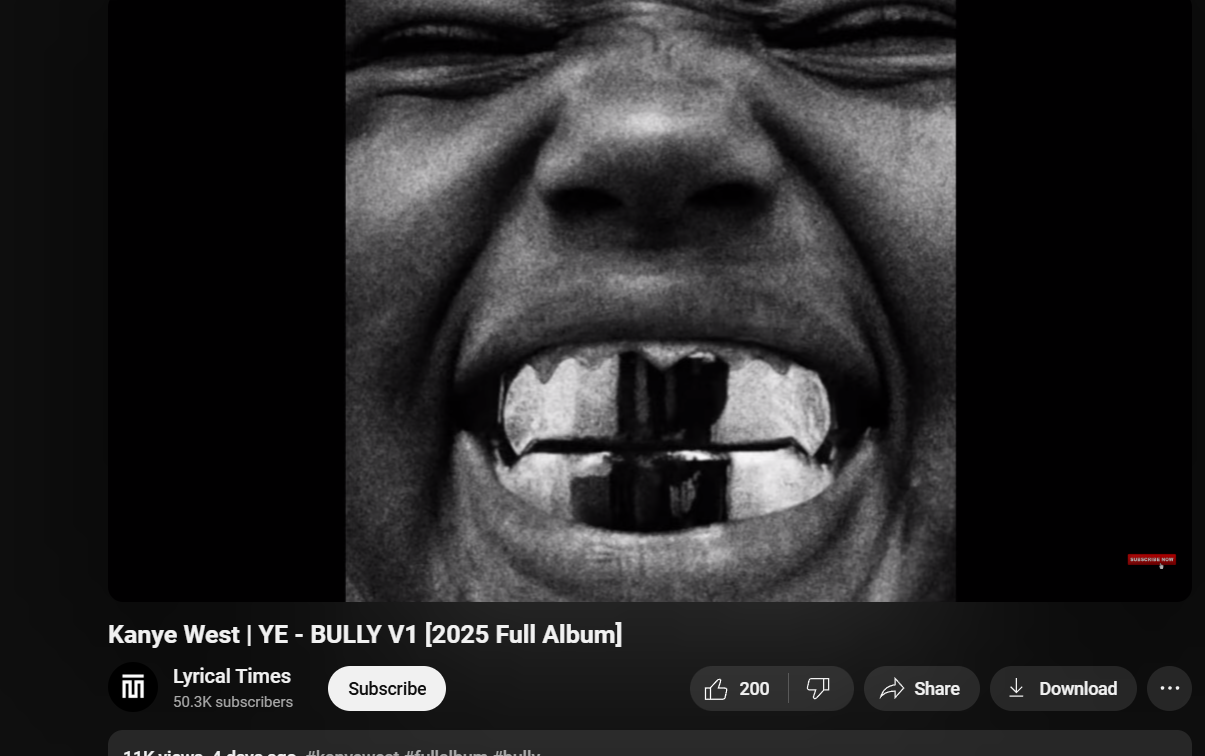 SUBSCRIBE NOW
Kanye West | YE - BULLY V1 [2025 Full Album]
Lyrical Times
50.3K subscribers
Subscribe
200
Share
Download
11K views 4 days ago #kanyewest #fullalbum #bully